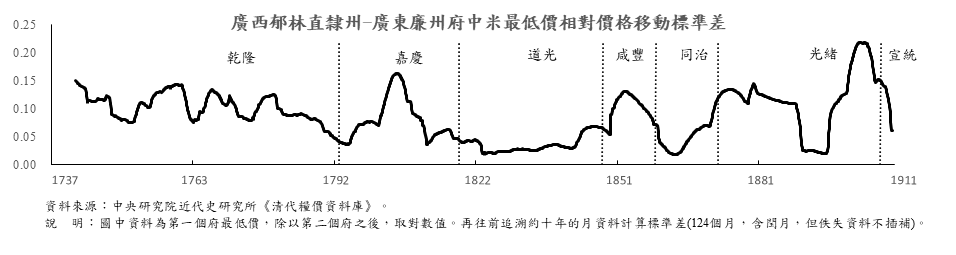 廣西郁林直隸州-廣東廉州府中米最低價相對價格移動標準差
0.25
0.20
0.15
0.10
0.05
0.00
乾隆
嘉慶
道光
咸豐
同治
光緒
宣統
1737
1763
1792
1822
1851
1881
1911
資料來源：中央研究院近代史研究所《清代糧價資料庫》。
說　明：圖中資料為第一個府最低價，除以第二個府之後，取對數值。再往前追溯約十年的月資料計算標準差(124個月，含閏月，但佚失資料不插補)。